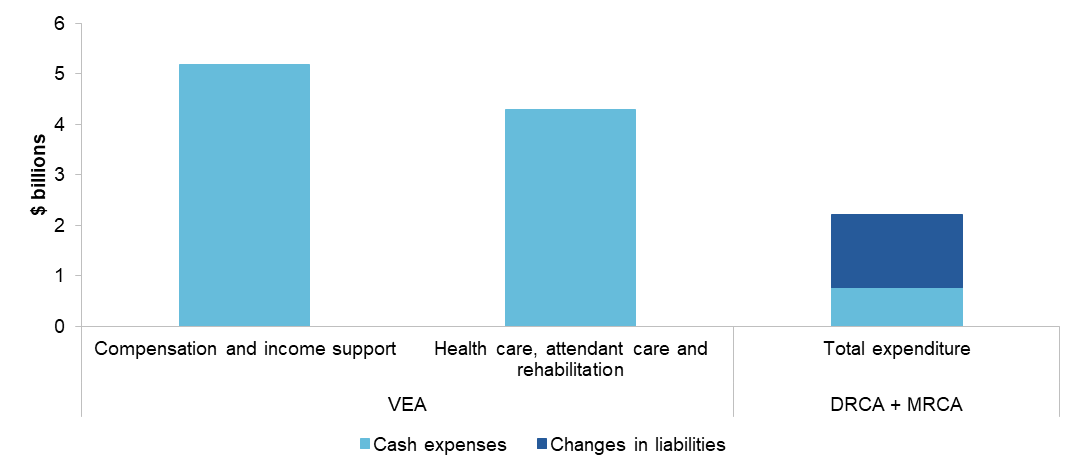 $ billions
6
5
4
3
2
1
0
Compensation and income support
Health care, attendant care and
rehabilitation
Total expenditure
VEA
DRCA + MRCA
Cash expenses
Changes in liabilities